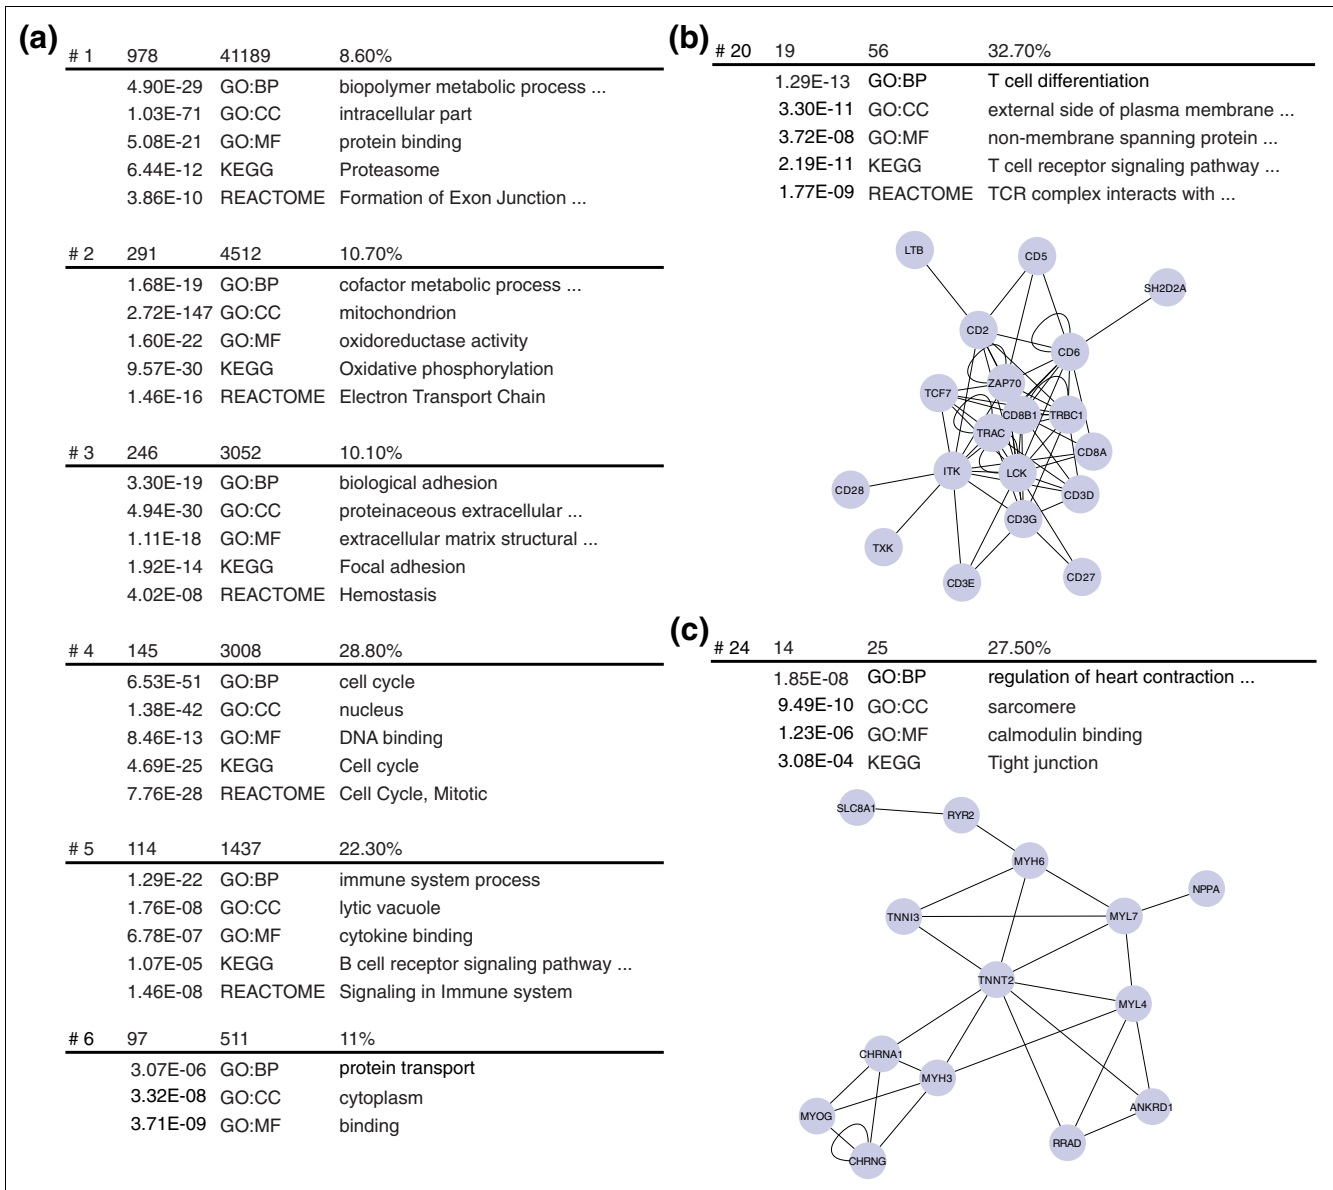 (a)
# 1 978 41189 8.60%
4.90E-29 GO:BP biopolymer metabolic process ...
1.03E-71 GO:CC intracellular part
5.08E-21 GO:MF protein binding
6.44E-12 KEGG Proteasome
3.86E-10 REACTOME Formation of Exon Junction ...
# 2 291 4512 10.70%
1.68E-19 GO:BP cofactor metabolic process ...
2.72E-147 GO:CC mitochondrion
1.60E-22 GO:MF oxidoreductase activity
9.57E-30 KEGG Oxidative phosphorylation
1.46E-16 REACTOME Electron Transport Chain
# 3 246 3052 10.10%
3.30E-19 GO:BP biological adhesion
4.94E-30 GO:CC proteinaceous extracellular ...
1.11E-18 GO:MF extracellular matrix structural ...
1.92E-14 KEGG Focal adhesion
4.02E-08 REACTOME Hemostasis
# 4 145 3008 28.80%
6.53E-51 GO:BP cell cycle
1.38E-42 GO:CC nucleus
8.46E-13 GO:MF DNA binding
4.69E-25 KEGG Cell cycle
7.76E-28 REACTOME Cell Cycle, Mitotic
# 5 114 1437 22.30%
1.29E-22 GO:BP immune system process
1.76E-08 GO:CC lytic vacuole
6.78E-07 GO:MF cytokine binding
1.07E-05 KEGG B cell receptor signaling pathway ...
1.46E-08 REACTOME Signaling in Immune system
# 6 97 511 11%
3.07E-06 GO:BP protein transport
3.32E-08 GO:CC cytoplasm
3.71E-09 GO:MF binding
(b)
# 20 19 56 32.70%
1.29E-13 GO:BP T cell differentiation
3.30E-11 GO:CC external side of plasma membrane ...
3.72E-08 GO:MF non-membrane spanning protein ...
2.19E-11 KEGG T cell receptor signaling pathway ...
1.77E-09 REACTOME TCR complex interacts with ...
LTB
CD5
SH2D2A
CD2
CD6
ZAP70
TCF7
CD8B1
TRBC1
TRAC
CD8A
ITK
LCK
CD28
CD3D
CD3G
TXK
CD3E
CD27
(c)
# 24 14 25 27.50%
1.85E-08 GO:BP regulation of heart contraction ...
9.49E-10 GO:CC sarcomere
1.23E-06 GO:MF calmodulin binding
3.08E-04 KEGG Tight junction
SLC8A1
RYR2
MYH6
NPPA
TNNI3
MYL7
TNNT2
MYL4
CHRNA1
MYH3
ANKRD1
MYOG
RRAD
CHRNG